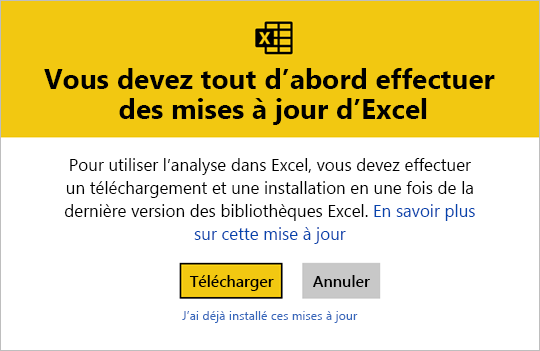 Vous devez tout d’abord effectuer
des mises à jour d’Excel
Pour utiliser l’analyse dans Excel, vous devez effectuer
un téléchargement et une installation en une fois de la
dernière version des bibliothèques Excel. En savoir plus
sur cette mise à jour
Télécharger Annuler
J’ai déjà installé ces mises à jour